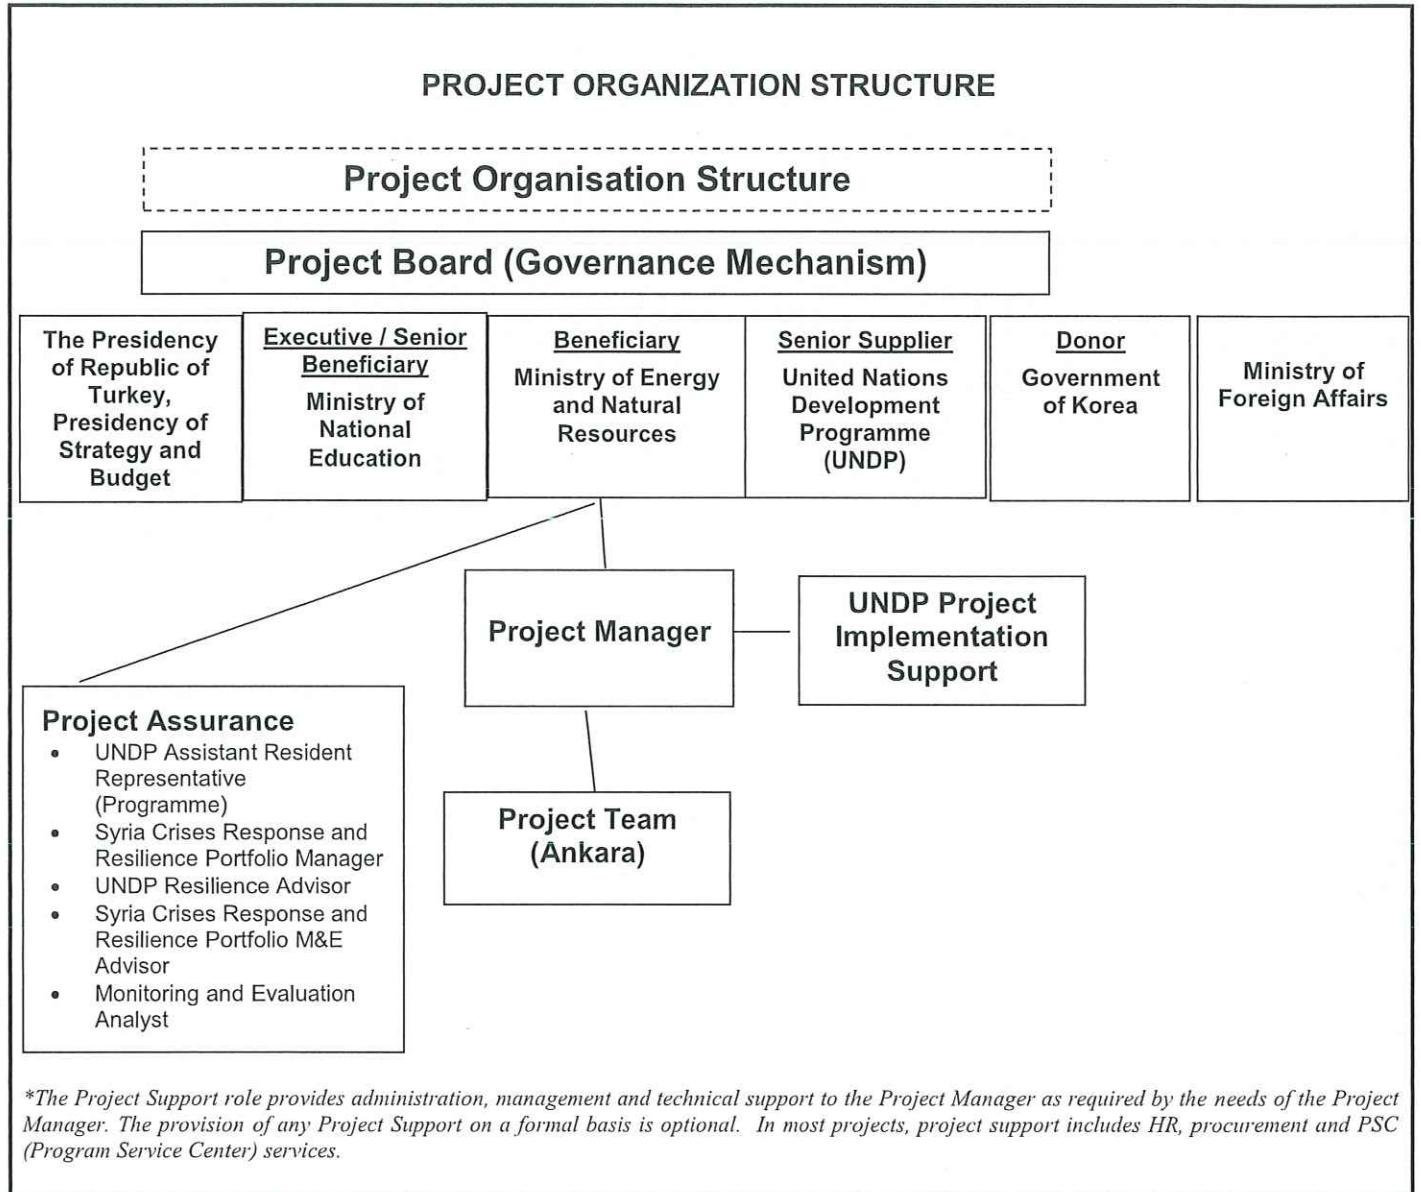 PROJECT ORGANIZATION STRUCTURE
Project Organisation Structure
Project Board (Governance Mechanism)
The Presidency
of Republic of
Turkey,
Presidency of
Strategy and
Budget
Executive / Senior
Beneficiary
Ministry of
National
Education
Beneficiary
Ministry of Energy
and Natural
Resources
Senior Supplier
United Nations
Development
Programme
(UNDP)
Donor
Government
of Korea
Ministry of
Foreign Affairs
Project Manager
UNDP Project
Implementation
Support
Project Assurance
• UNDP Assistant Resident
Representative
(Programme)
• Syria Crises Response and
Resilience Portfolio Manager
• UNDP Resilience Advisor
• Syria Crises Response and
Resilience Portfolio M&E
Advisor
• Monitoring and Evaluation
Analyst
Project Team
(Ankara)
*The Project Support role provides administration, management and technical support to the Project Manager as required by the needs of the Project
Manager. The provision of any Project Support on a formal basis is optional. In most projects, project support includes HR, procurement and PSC
(Program Service Center) services.